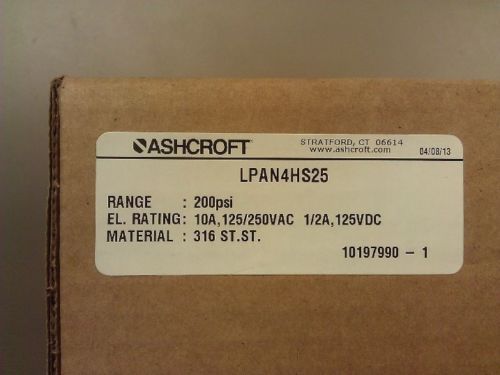 ASHCROFT
STRATFORD, CT 06614
www.ashcroft.com
04/08/13
LPAN4HS25
RANGE : 200psi
EL. RATING: 10A,125/250VAC 1/2A,125VDC
MATERIAL : 316 ST.ST.
10197990 - 1